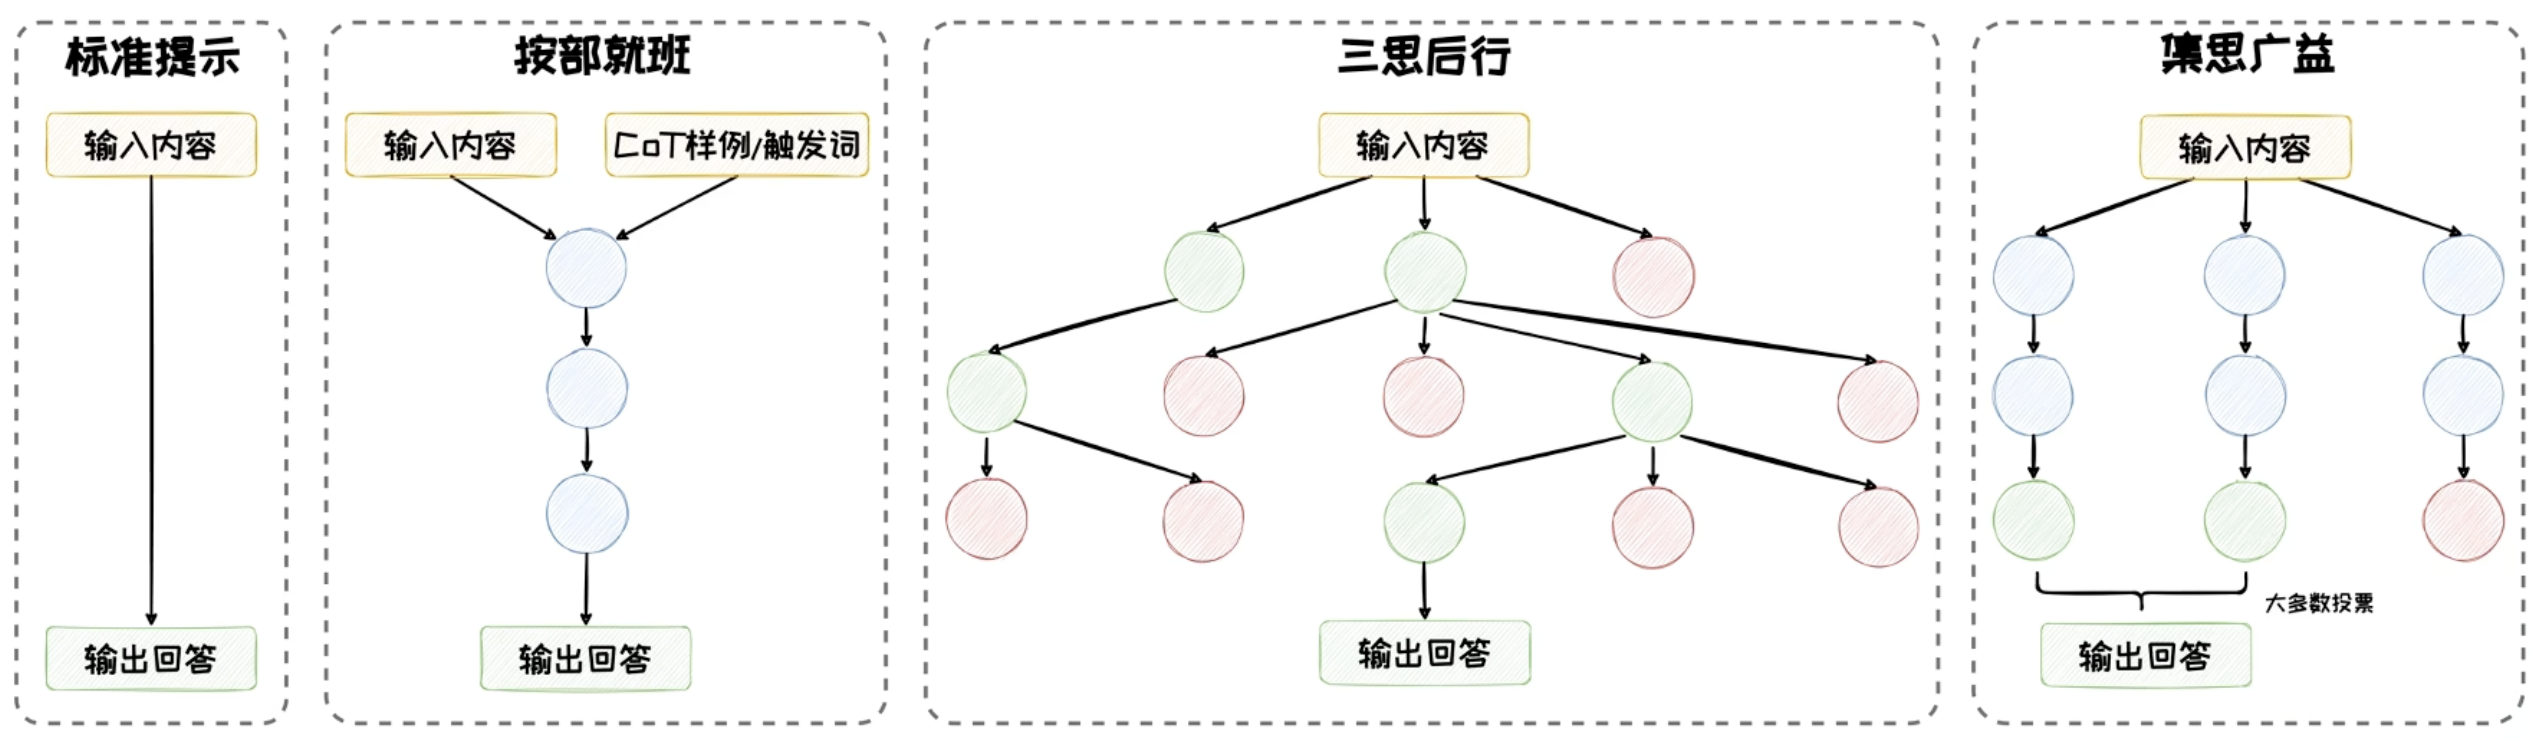 标准提示
输入内容
输出回答
按部就班
输入内容
CoT样例/触发词
输出回答
三思后行
输入内容
输出回答
集思广益
输入内容
大多数投票
输出回答